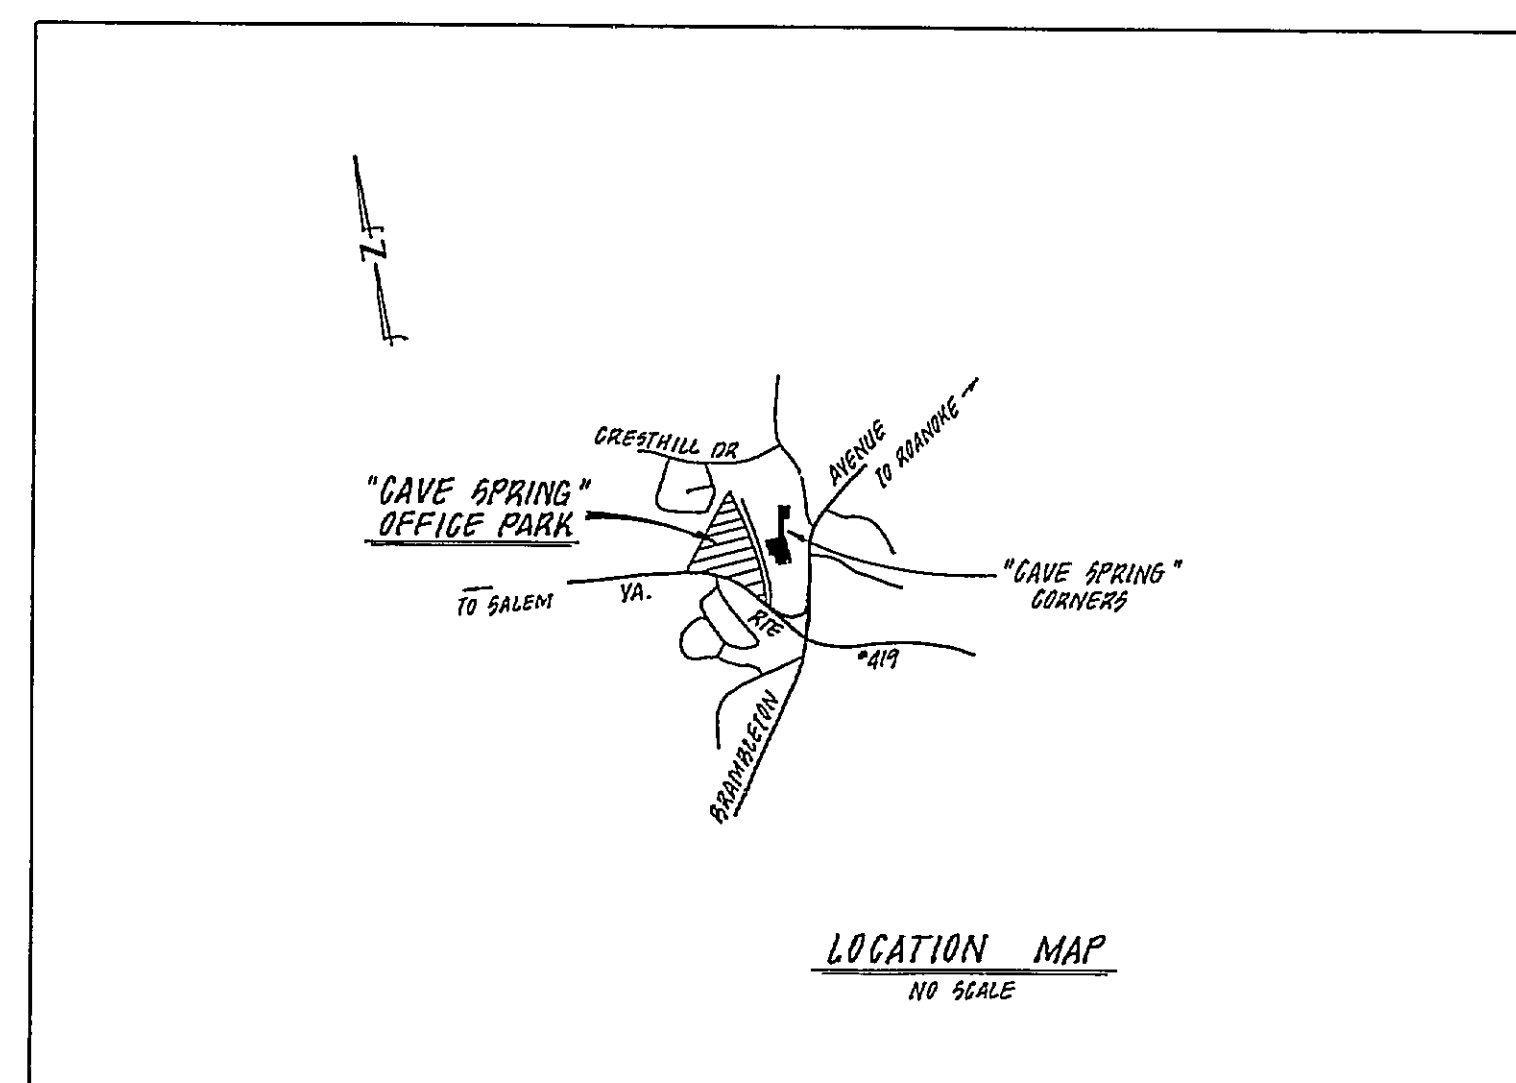 N
CRESTHILL DR
AVENUE
TO ROANOKE
"CAVE SPRING"
OFFICE PARK
"CAVE SPRING"
CORNERS
TO SALEM
VA.
RTE
#419
BRAMBLETON
LOCATION MAP
NO SCALE